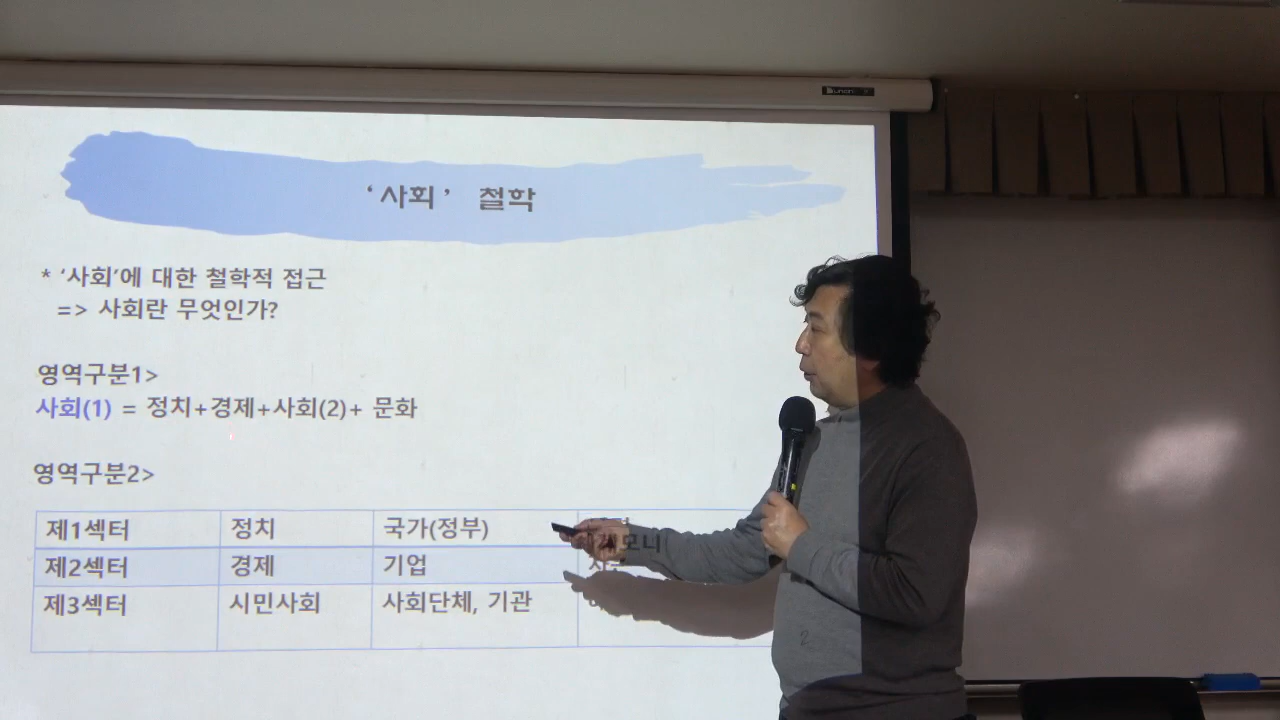 ‘사회’ 철학
* ‘사회’에 대한 철학적 접근
=> 사회란 무엇인가?
영역구분1>
사회(1) = 정치+경제+사회(2)+ 문화
영역구분2>
제1섹터 정치 국가(정부)
제2섹터 경제 기업
제3섹터 시민사회 사회단체, 기관